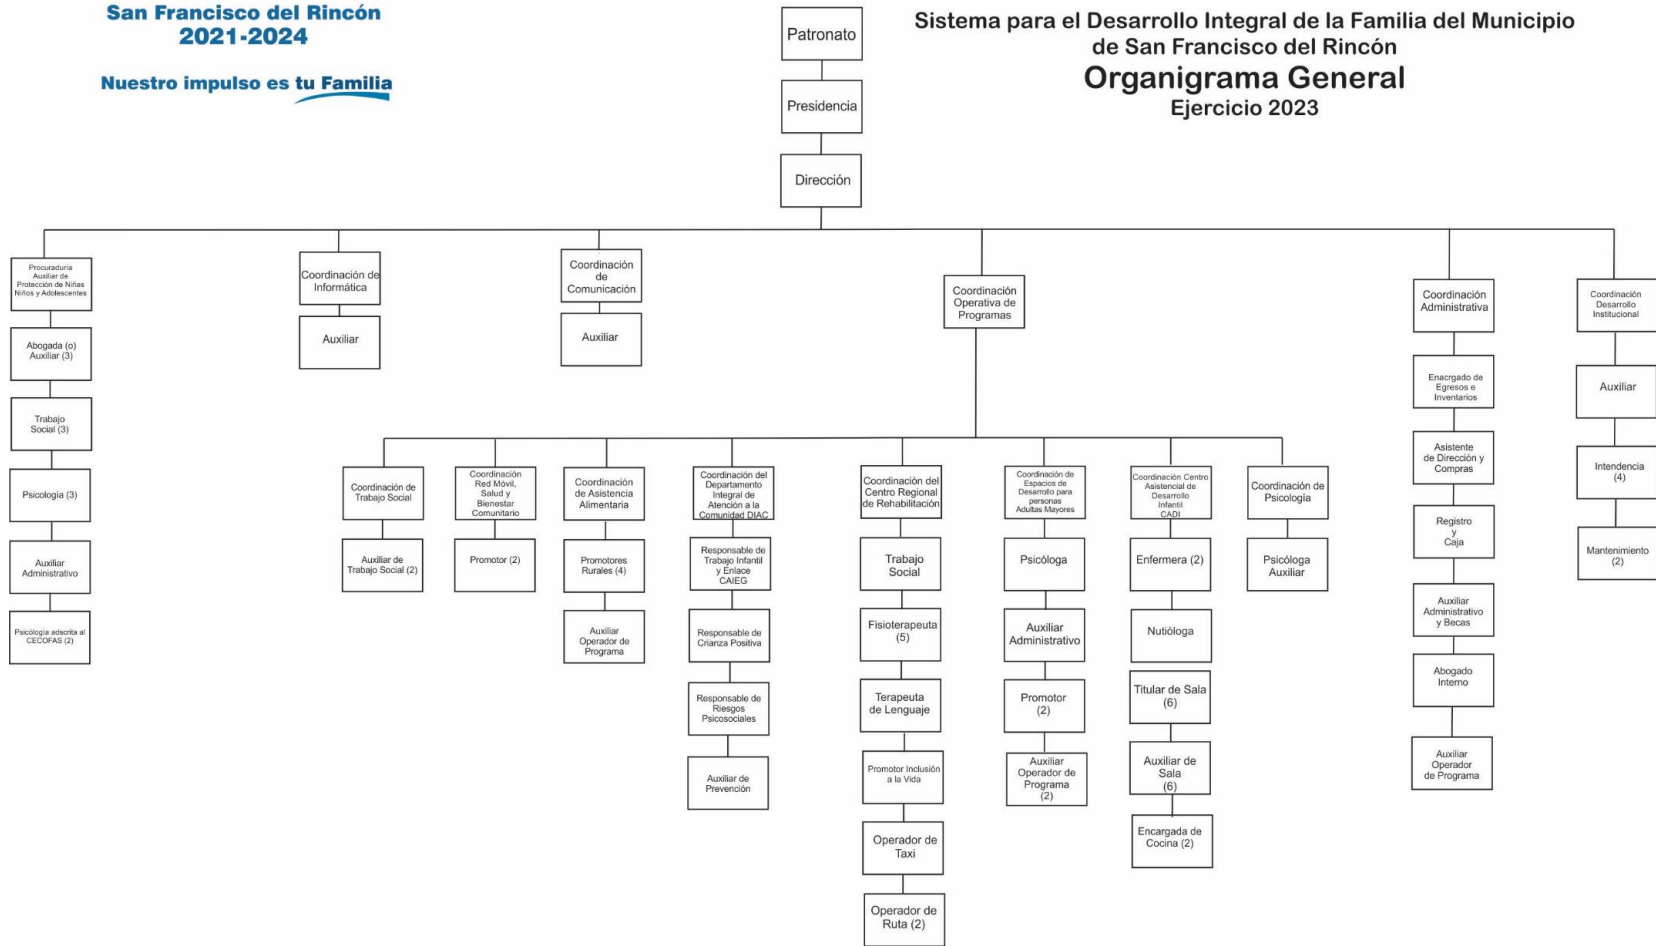 San Francisco del Rincón
2021-2024
Nuestro impulso es tu Familia
Sistema para el Desarrollo Integral de la Familia del Municipio
de San Francisco del Rincón
Organigrama General
Ejercicio 2023
Patronato
Presidencia
Dirección
Procuraduría
Auxiliar de
Protección de Niñas
Niños y Adolescentes
Abogada (o)
Auxiliar (3)
Trabajo
Social (3)
Psicología (3)
Auxiliar
Administrativo
Psicólogía adscrita al
CECOFAS (2)
Coordinación de
Informática
Auxiliar
Coordinación
de
Comunicación
Auxiliar
Coordinación
Operativa de
Programas
Coordinación de
Trabajo Social
Auxiliar de
Trabajo Social (2)
Coordinación
Red Móvil,
Salud y
Bienestar
Comunitario
Promotor (2)
Coordinación
de Asistencia
Alimentaria
Promotores
Rurales (4)
Auxiliar
Operador de
Programa
Coordinación del
Departamento
Integral de
Atención a la
Comunidad DIAC
Responsable de
Trabajo Infantil
y Enlace
CAIEG
Responsable de
Crianza Positiva
Responsable de
Riesgos
Psicosociales
Auxiliar de
Prevención
Coordinación del
Centro Regional
de Rehabilitación
Trabajo
Social
Fisioterapeuta
(5)
Terapeuta
de Lenguaje
Promotor Inclusión
a la Vida
Operador de
Taxi
Operador de
Ruta (2)
Coordinación de
Espacios de
Desarrollo para
personas
Adultas Mayores
Psicóloga
Auxiliar
Administrativo
Promotor
(2)
Auxiliar
Operador de
Programa
(2)
Coordinación Centro
Asistencial de
Desarrollo
Infantil
CADI
Enfermera (2)
Nutióloga
Titular de Sala
(6)
Auxiliar de
Sala
(6)
Encargada de
Cocina (2)
Coordinación de
Psicología
Psicóloga
Auxiliar
Coordinación
Administrativa
Enacrgado de
Egresos e
Inventarios
Asistente
de Dirección y
Compras
Registro
y
Caja
Auxiliar
Administrativo
y Becas
Abogado
Interno
Auxiliar
Operador
de Programa
Coordinación
Desarrollo
Institucional
Auxiliar
Intendencia
(4)
Mantenimiento
(2)